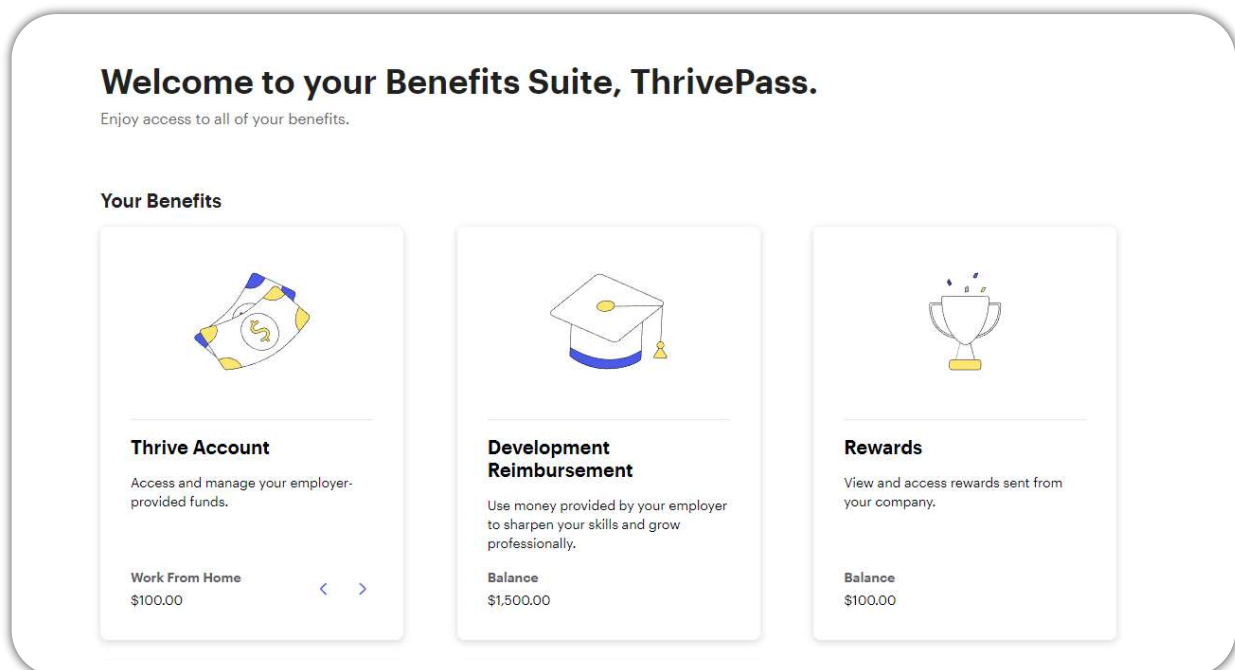 Welcome to your Benefits Suite, ThrivePass.
Enjoy access to all of your benefits.
Your Benefits
Thrive Account
Access and manage your employer-
provided funds.
Work From Home
$100.00
Development
Reimbursement
Use money provided by your employer
to sharpen your skills and grow
professionally.
Balance
$1,500.00
Rewards
View and access rewards sent from
your company.
Balance
$100.00